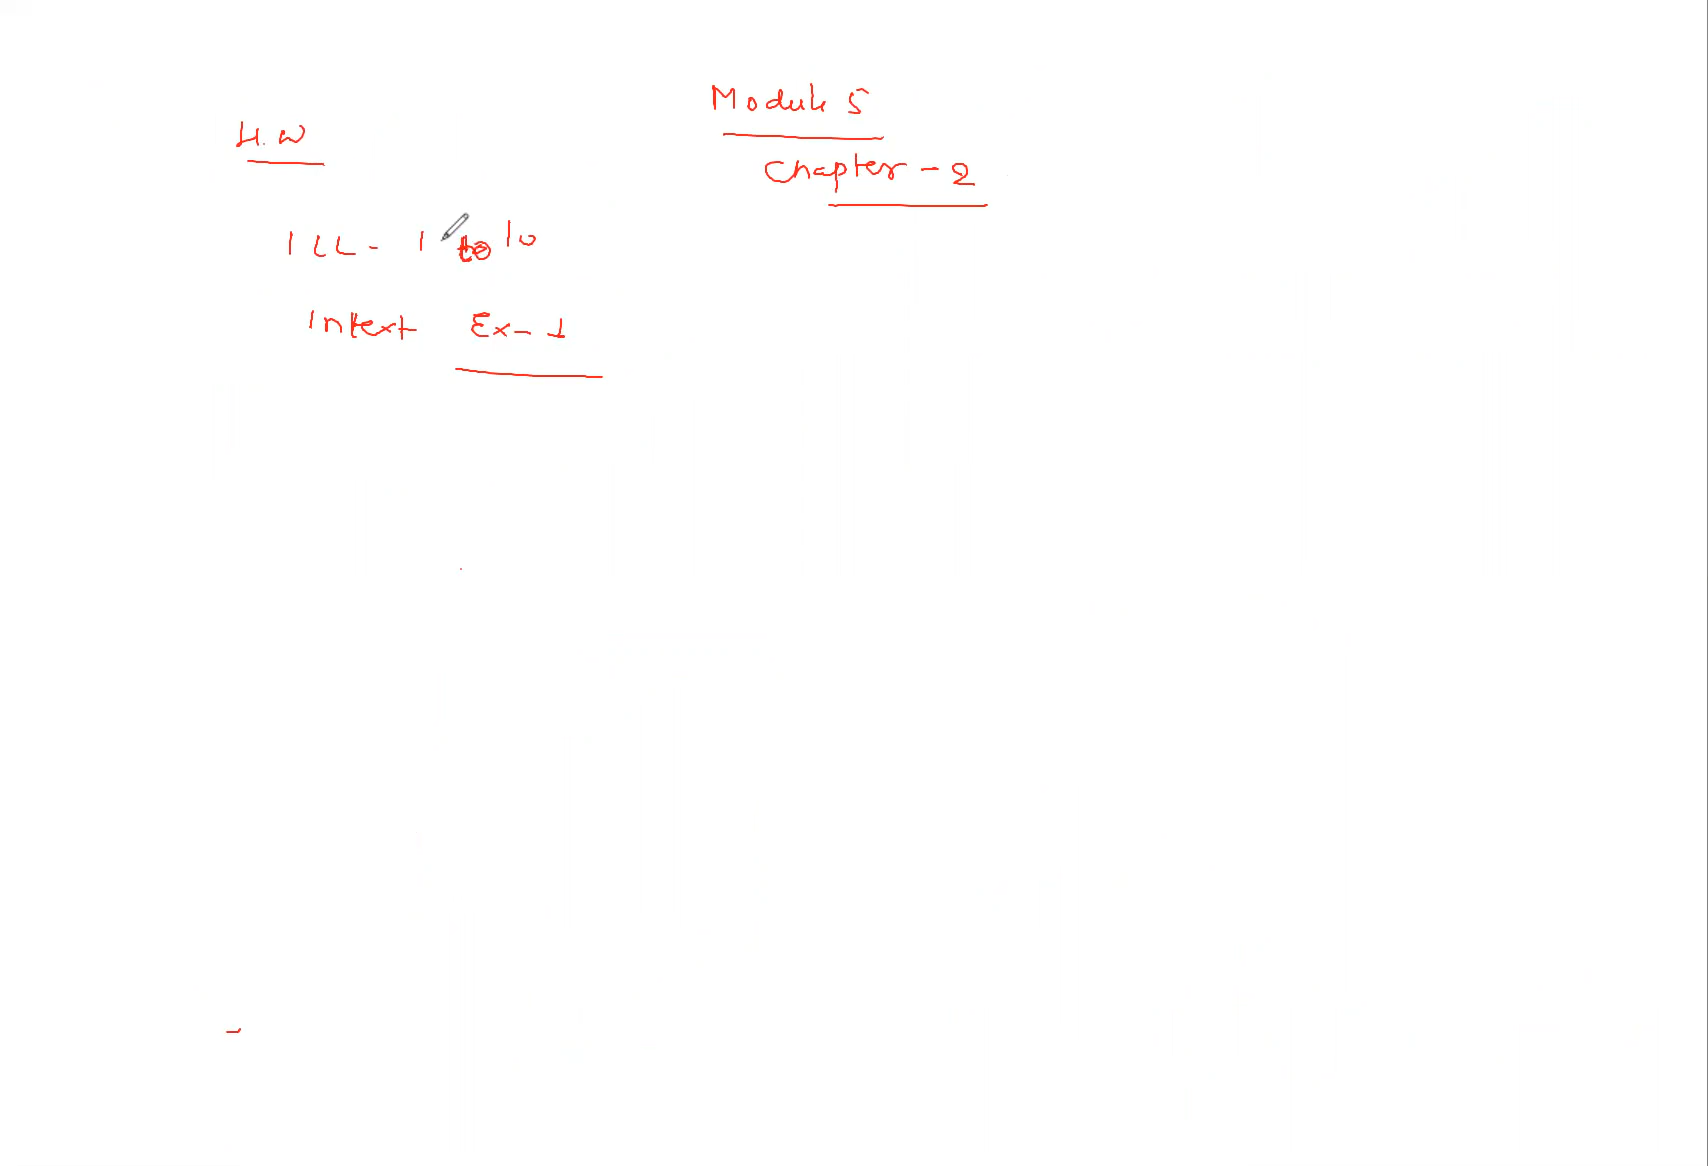 Module 5
H.W
Chapter - 2
ILL - 1 to 10
Intext Ex - 1